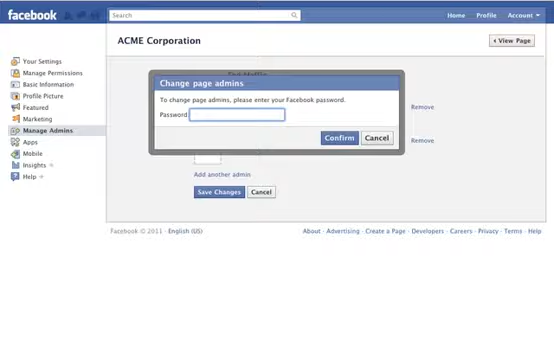 facebook
Search
Home Profile Account
ACME Corporation
View Page
Your Settings
Manage Permissions
Basic Information
Profile Picture
Featured
Marketing
Manage Admins
Apps
Mobile
Insights
Help
Change page admins
To change page admins, please enter your Facebook password.
Password
Confirm Cancel
Remove
Remove
Add another admin
Save Changes Cancel
Facebook © 2011 · English (US)
About · Advertising · Create a Page · Developers · Careers · Privacy · Terms · Help